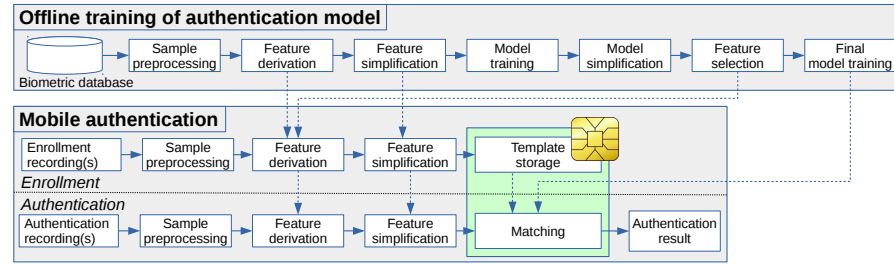 Offline training of authentication model
Sample
preprocessing
Feature
derivation
Feature
simplification
Model
training
Model
simplification
Feature
selection
Final
model training
Biometric database
Mobile authentication
Enrollment
recording(s)
Sample
preprocessing
Feature
derivation
Feature
simplification
Template
storage
Enrollment
Authentication
Authentication
recording(s)
Sample
preprocessing
Feature
derivation
Feature
simplification
Matching
Authentication
result